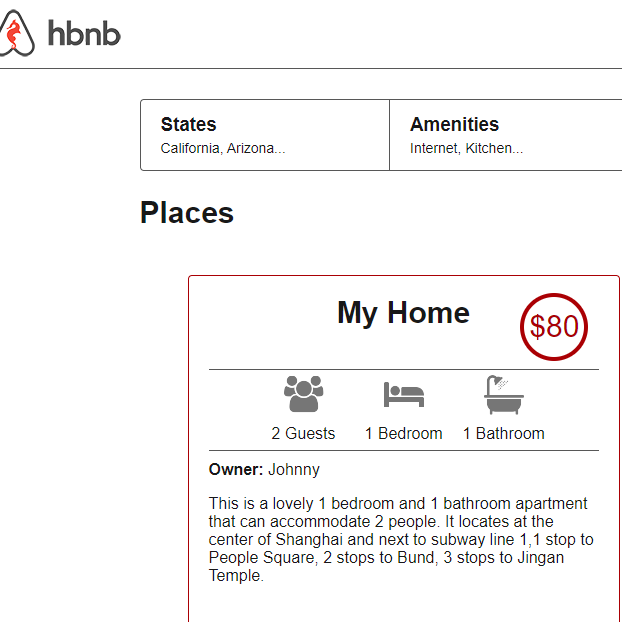 hbnb
States
California, Arizona...
Amenities
Internet, Kitchen...
Places
My Home
$80
2 Guests
1 Bedroom
1 Bathroom
Owner: Johnny
This is a lovely 1 bedroom and 1 bathroom apartment
that can accommodate 2 people. It locates at the
center of Shanghai and next to subway line 1,1 stop to
People Square, 2 stops to Bund, 3 stops to Jingan
Temple.